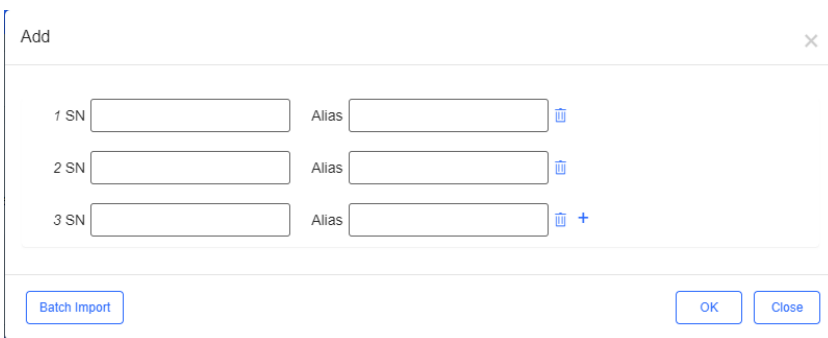 Add
1 SN Alias
2 SN Alias
3 SN Alias
Batch Import OK Close